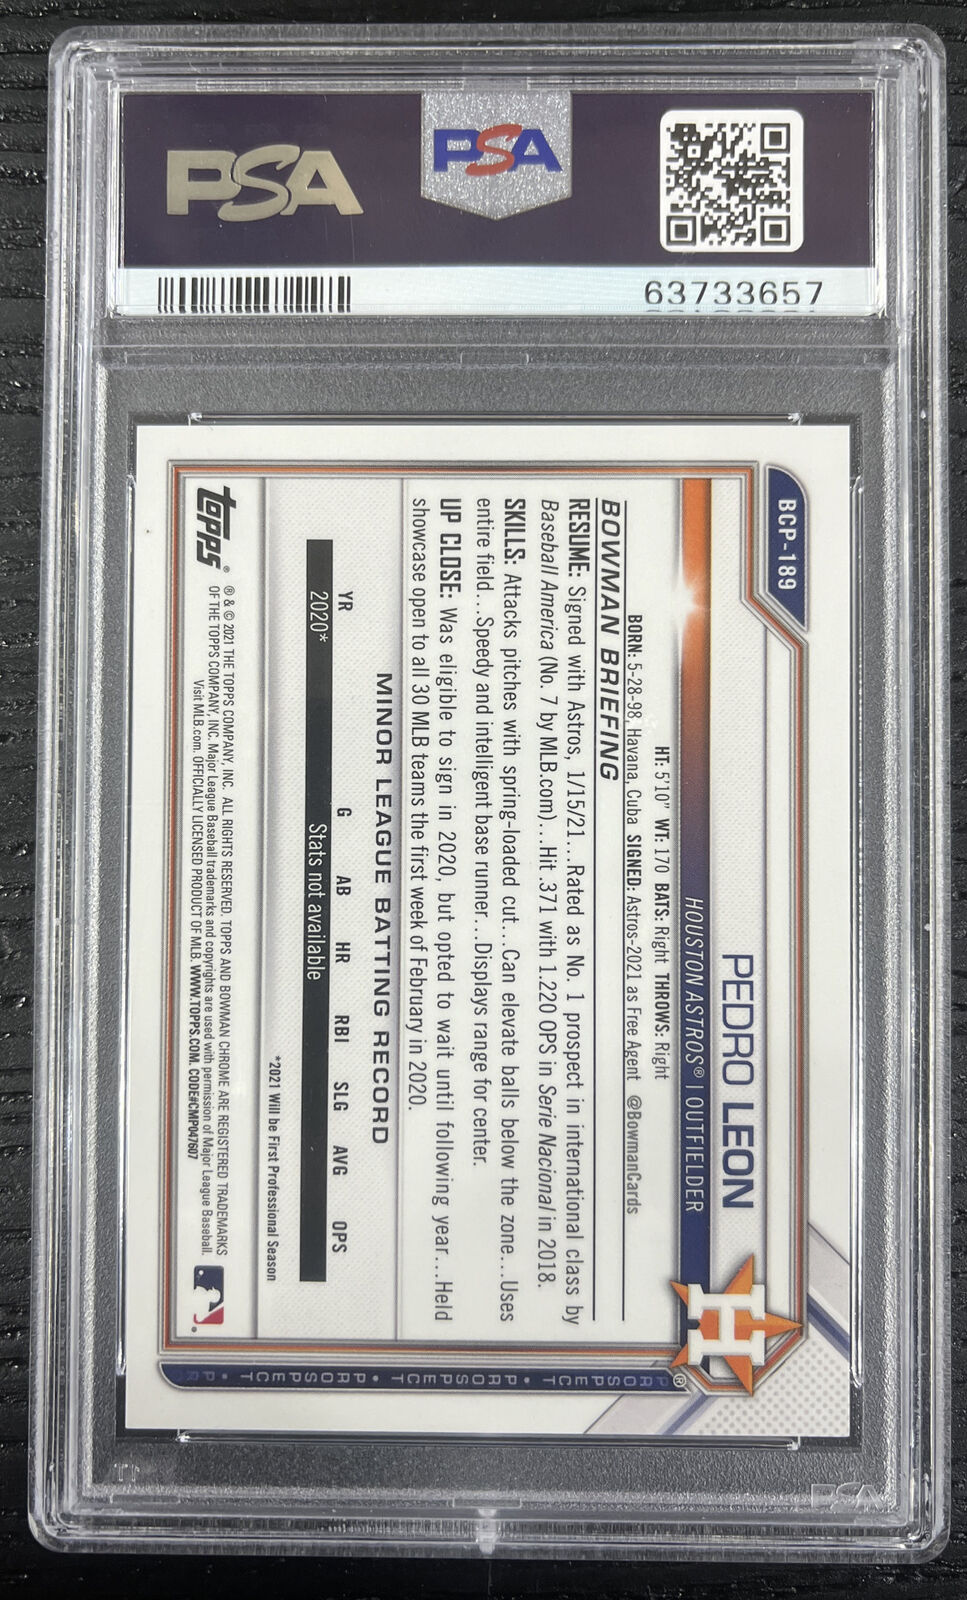 PSA
PSA
63733657
BCP-189
PEDRO LEON
HOUSTON ASTROS® | OUTFIELDER
HT: 5'10" WT: 170 BATS: Right THROWS: Right
BORN: 5-28-98, Havana, Cuba SIGNED: Astros-2021 as Free Agent @BowmanCards
BOWMAN BRIEFING
RESUME: Signed with Astros, 1/15/21...Rated as No. 1 prospect in international class by
Baseball America (No. 7 by MLB.com)...Hit .371 with 1.220 OPS in Serie Nacional in 2018.
SKILLS: Attacks pitches with spring-loaded cut...Can elevate balls below the zone...Uses
entire field...Speedy and intelligent base runner...Displays range for center.
UP CLOSE: Was eligible to sign in 2020, but opted to wait until following year...Held
showcase open to all 30 MLB teams the first week of February in 2020.
MINOR LEAGUE BATTING RECORD
YR G AB HR RBI SLG AVG OPS
2020* Stats not available
*2021 Will be First Professional Season
topps® ® & © 2021 THE TOPPS COMPANY, INC. ALL RIGHTS RESERVED. TOPPS AND BOWMAN CHROME ARE REGISTERED TRADEMARKS
OF THE TOPPS COMPANY, INC. Major League Baseball trademarks and copyrights are used with permission of Major League Baseball.
Visit MLB.com. OFFICIALLY LICENSED PRODUCT OF MLB. WWW.TOPPS.COM. CODE#CMP047607
H
PROSPECT • PROSPECT • PROSPECT • PR
PSA